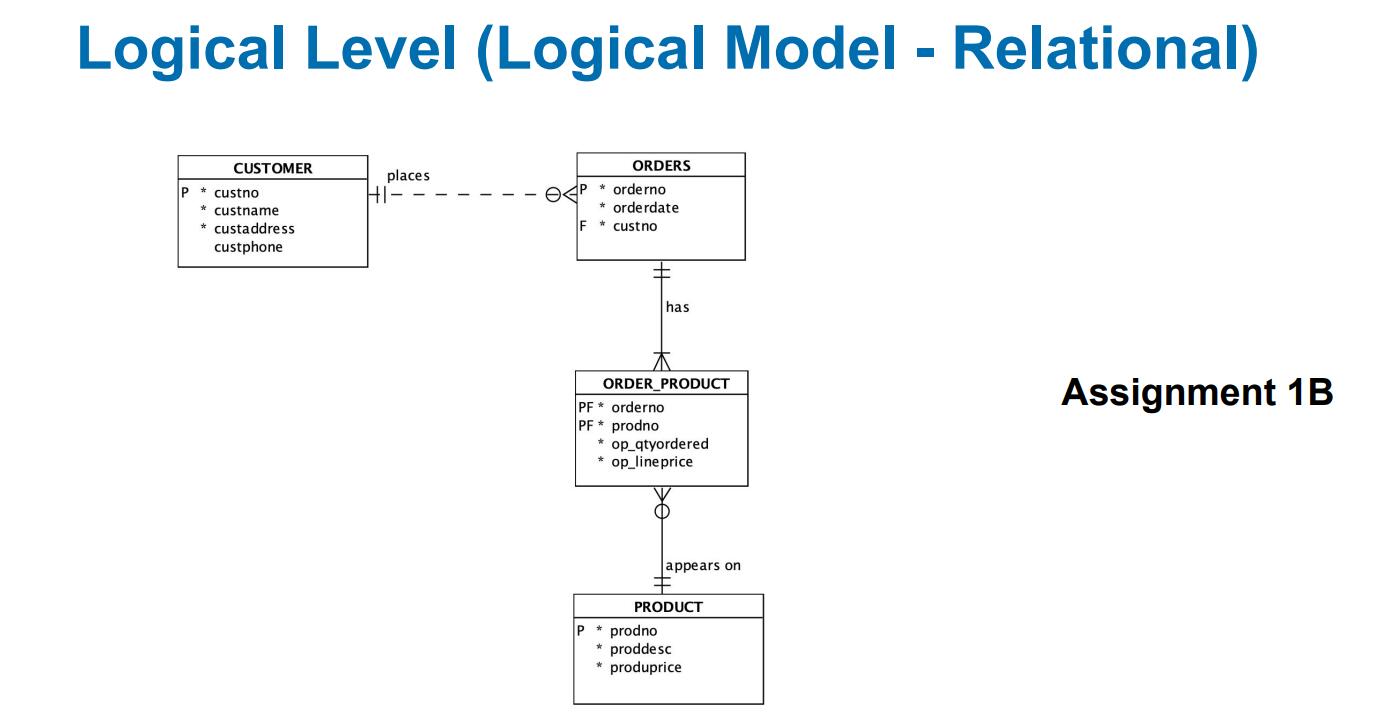 Logical Level (Logical Model - Relational)
CUSTOMER
P * custno
* custname
* custaddress
custphone
places
ORDERS
P * orderno
* orderdate
F * custno
has
ORDER_PRODUCT
PF * orderno
PF * prodno
* op_qtyordered
* op_lineprice
Assignment 1B
appears on
PRODUCT
P * prodno
* proddesc
* produprice